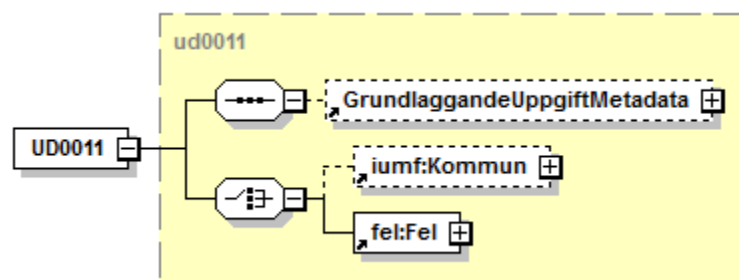 ud0011
GrundlaggandeUppgiftMetadata
UD0011
iumf:Kommun
fel:Fel